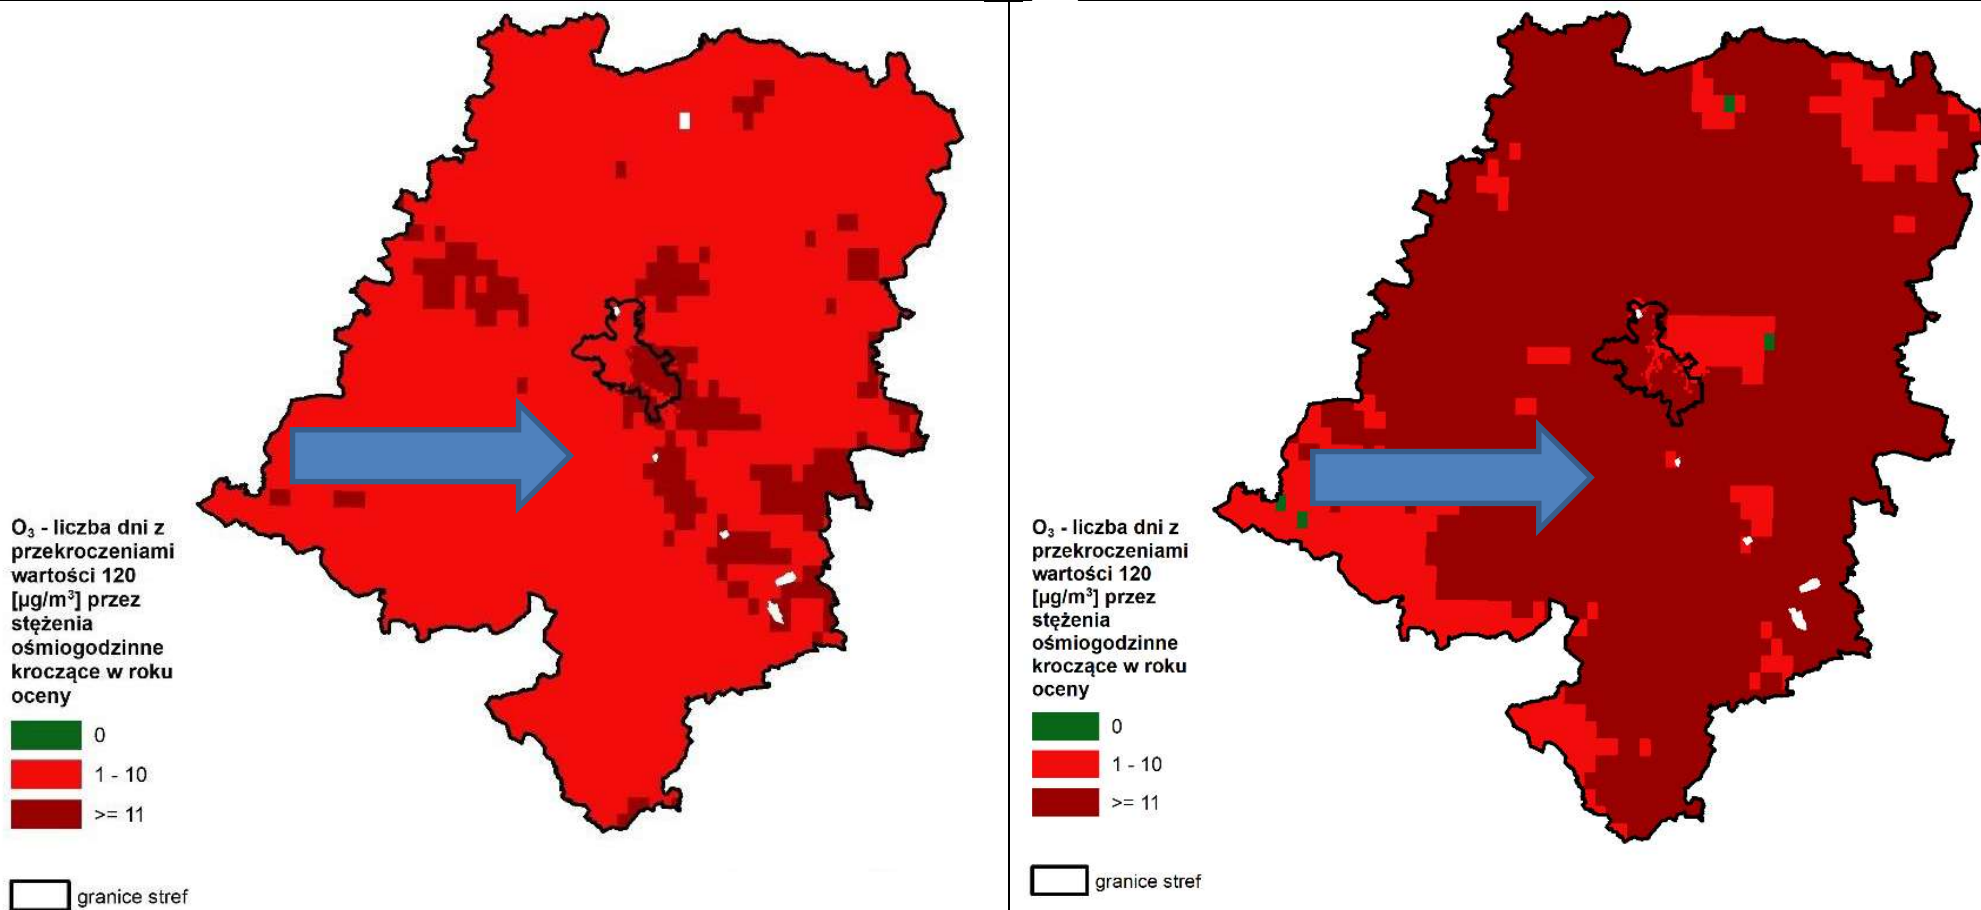 O₃ - liczba dni z
przekroczeniami
wartości 120
[µg/m³] przez
stężenia
ośmiogodzinne
kroczące w roku
oceny
0
1 - 10
>= 11
granice stref
O₃ - liczba dni z
przekroczeniami
wartości 120
[µg/m³] przez
stężenia
ośmiogodzinne
kroczące w roku
oceny
0
1 - 10
>= 11
granice stref